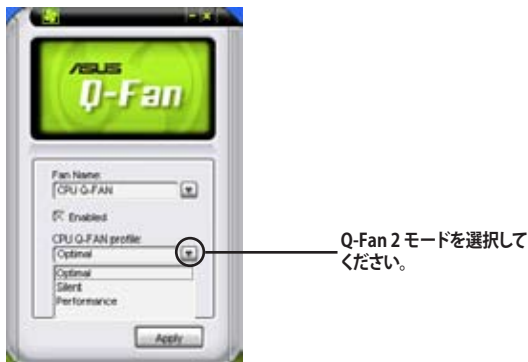 ASUS
Q-Fan
Fan Name:
CPU Q-FAN
Enabled
CPU Q-FAN profile:
Optimal
Optimal
Silent
Performance
Apply
Q-Fan 2 モードを選択して
ください。